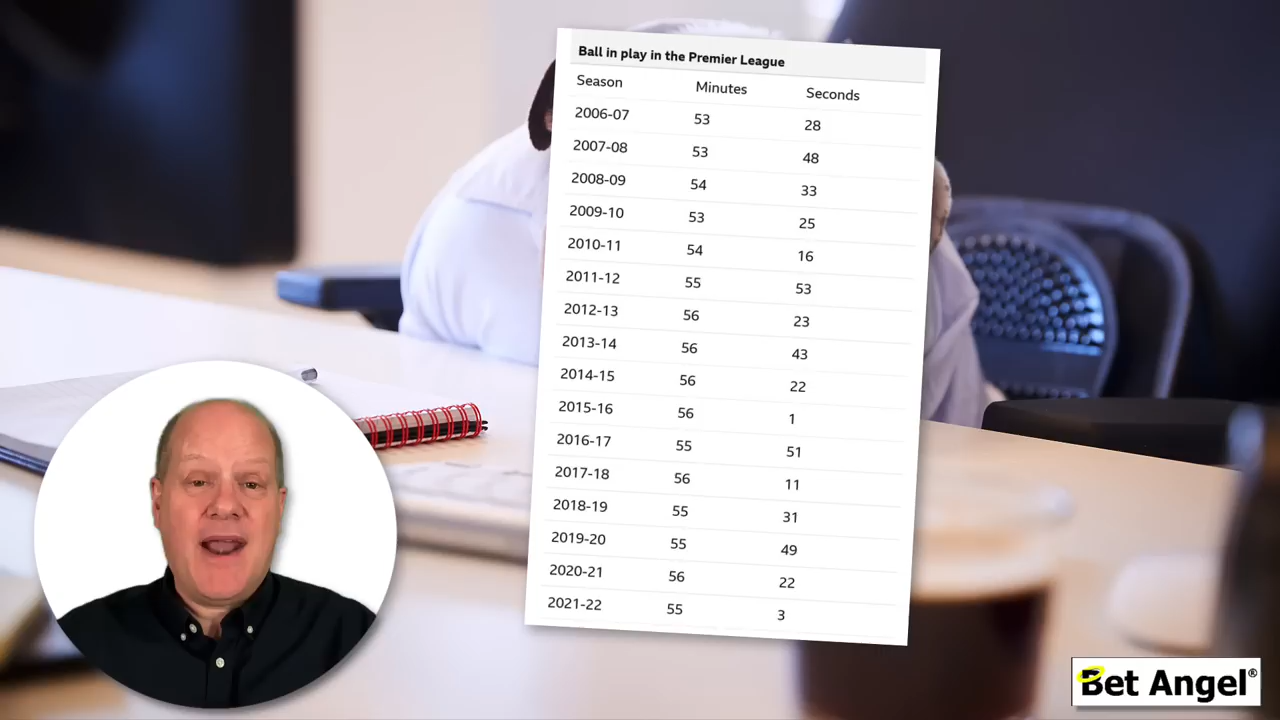 Ball in play in the Premier League
Season Minutes Seconds
2006-07 53 28
2007-08 53 48
2008-09 54 33
2009-10 53 25
2010-11 54 16
2011-12 55 53
2012-13 56 23
2013-14 56 43
2014-15 56 22
2015-16 56 1
2016-17 55 51
2017-18 56 11
2018-19 55 31
2019-20 55 49
2020-21 56 22
2021-22 55 3
Bet Angel®